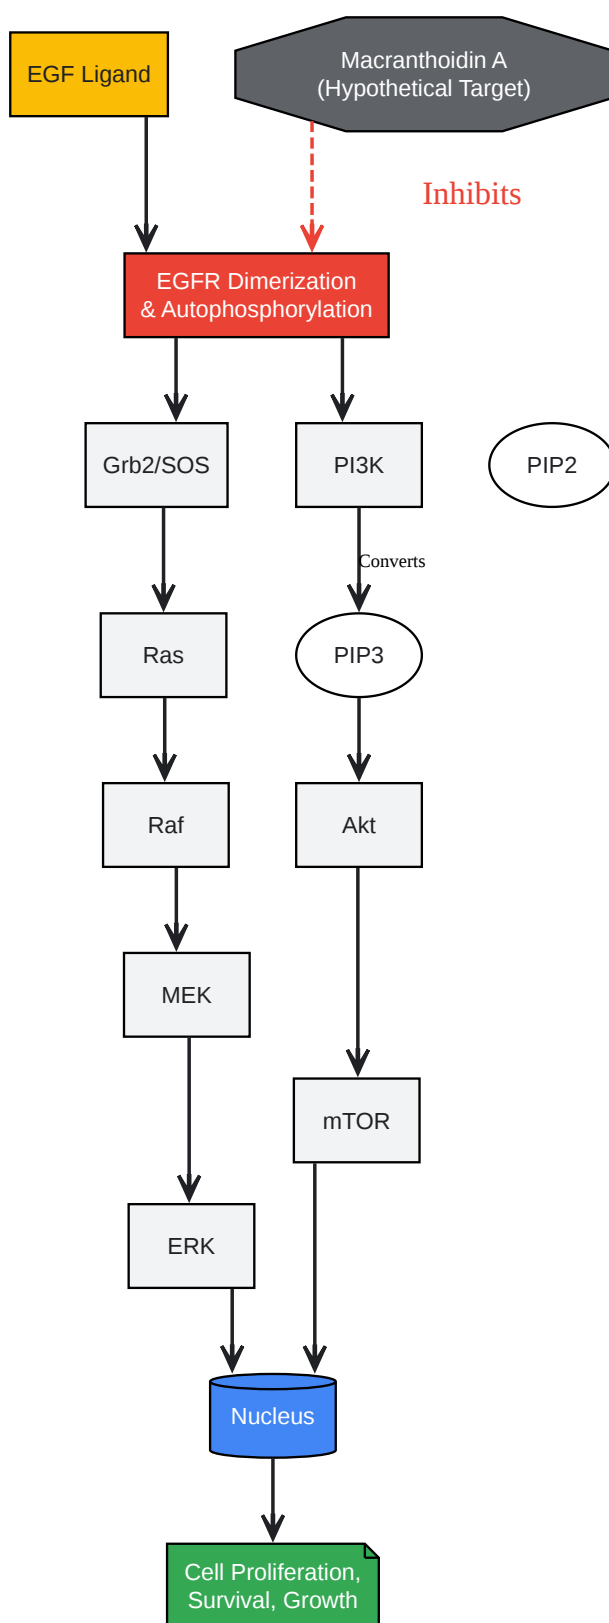 EGF Ligand
Macranthoidin A
(Hypothetical Target)
Inhibits
EGFR Dimerization
& Autophosphorylation
Grb2/SOS
PI3K
PIP2
Converts
Ras
PIP3
Raf
Akt
MEK
mTOR
ERK
Nucleus
Cell Proliferation,
Survival, Growth